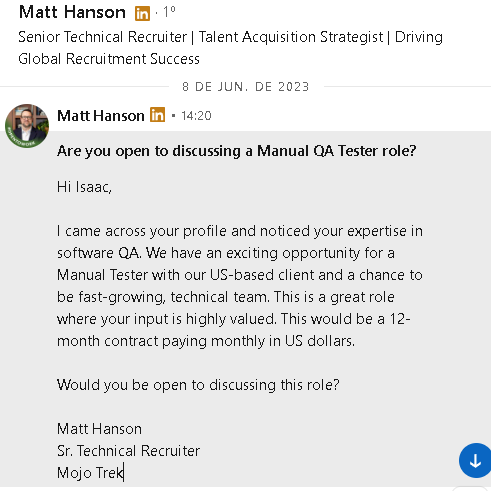 Matt Hanson in · 1º
Senior Technical Recruiter | Talent Acquisition Strategist | Driving
Global Recruitment Success
8 DE JUN. DE 2023
Matt Hanson in • 14:20
Are you open to discussing a Manual QA Tester role?
Hi Isaac,
I came across your profile and noticed your expertise in
software QA. We have an exciting opportunity for a
Manual Tester with our US-based client and a chance to
be fast-growing, technical team. This is a great role
where your input is highly valued. This would be a 12-
month contract paying monthly in US dollars.
Would you be open to discussing this role?
Matt Hanson
Sr. Technical Recruiter
Mojo Trek